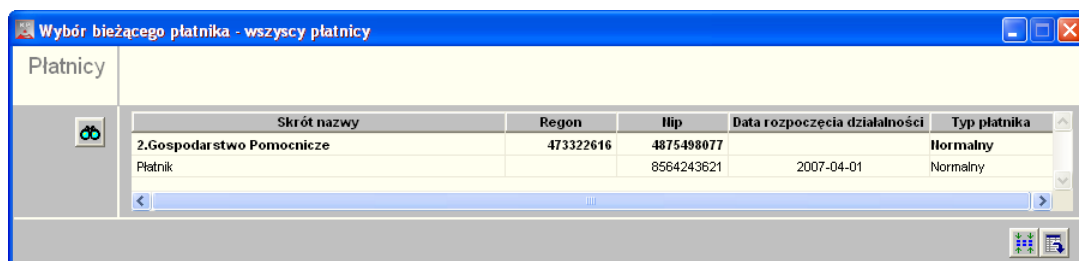 Wybór bieżącego płatnika - wszyscy płatnicy
Płatnicy
Skrót nazwy Regon Nip Data rozpoczęcia działalności Typ płatnika
2.Gospodarstwo Pomocnicze 473322616 4875498077 Normalny
Płatnik 8564243621 2007-04-01 Normalny